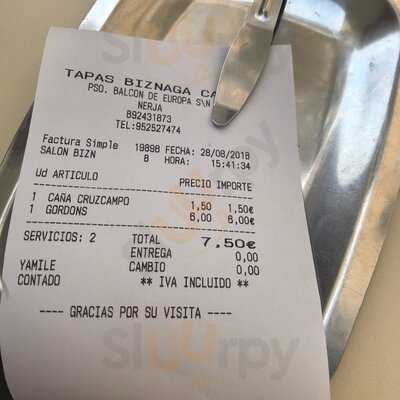 TAPAS BIZNAGA
PSO. BALCON DE EUROPA S\N
NERJA
B92431873
TEL:952527474
Factura Simple 19898 FECHA: 28/08/2018
SALON BIZN 8 HORA: 15:41:34
Ud ARTICULO PRECIO IMPORTE
1 CAÑA CRUZCAMPO 1,50 1,50€
1 GORDONS 6,00 6,00€
SERVICIOS: 2 TOTAL 7,50€
ENTREGA 0,00
YAMILE CAMBIO 0,00
CONTADO ** IVA INCLUIDO **
---- GRACIAS POR SU VISITA ----
sluurrpy